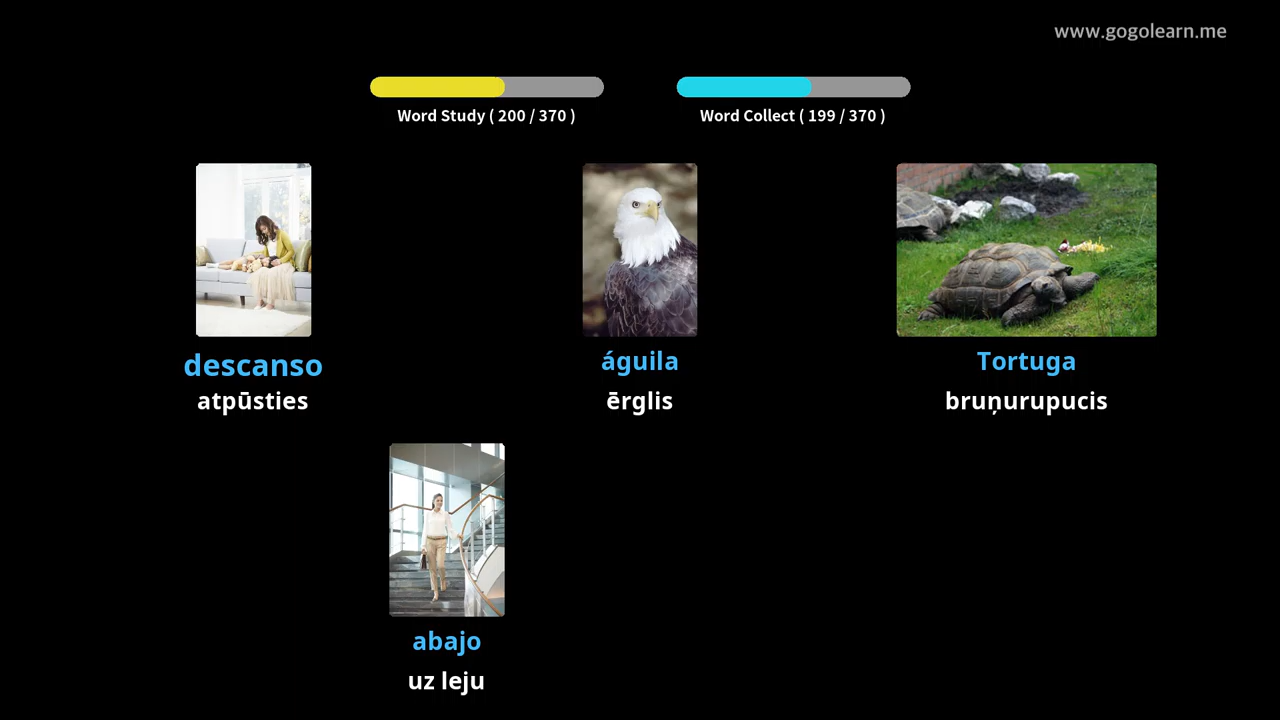 www.gogolearn.me
Word Study ( 200 / 370 )
Word Collect ( 199 / 370 )
descanso
atpūsties
águila
ērglis
Tortuga
bruņurupucis
abajo
uz leju